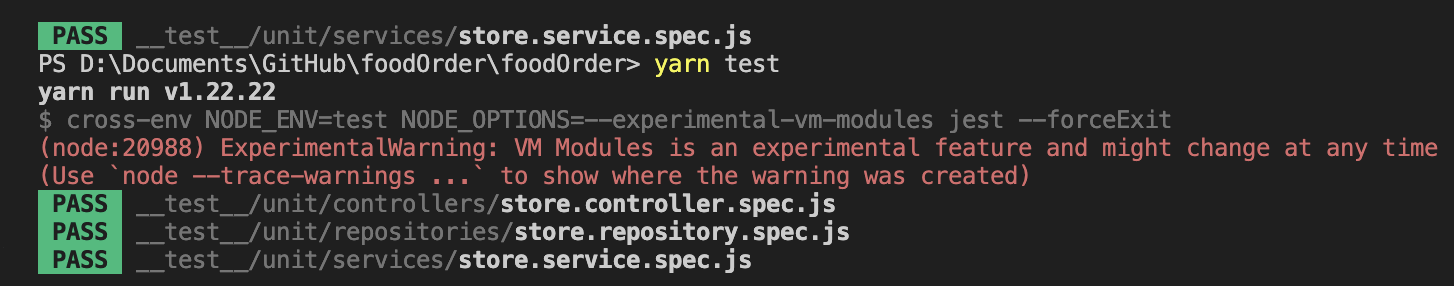 PASS __test__/unit/services/store.service.spec.js
PS D:\Documents\GitHub\foodOrder\foodOrder> yarn test
yarn run v1.22.22
$ cross-env NODE_ENV=test NODE_OPTIONS=--experimental-vm-modules jest --forceExit
(node:20988) ExperimentalWarning: VM Modules is an experimental feature and might change at any time
(Use `node --trace-warnings ...` to show where the warning was created)
PASS __test__/unit/controllers/store.controller.spec.js
PASS __test__/unit/repositories/store.repository.spec.js
PASS __test__/unit/services/store.service.spec.js